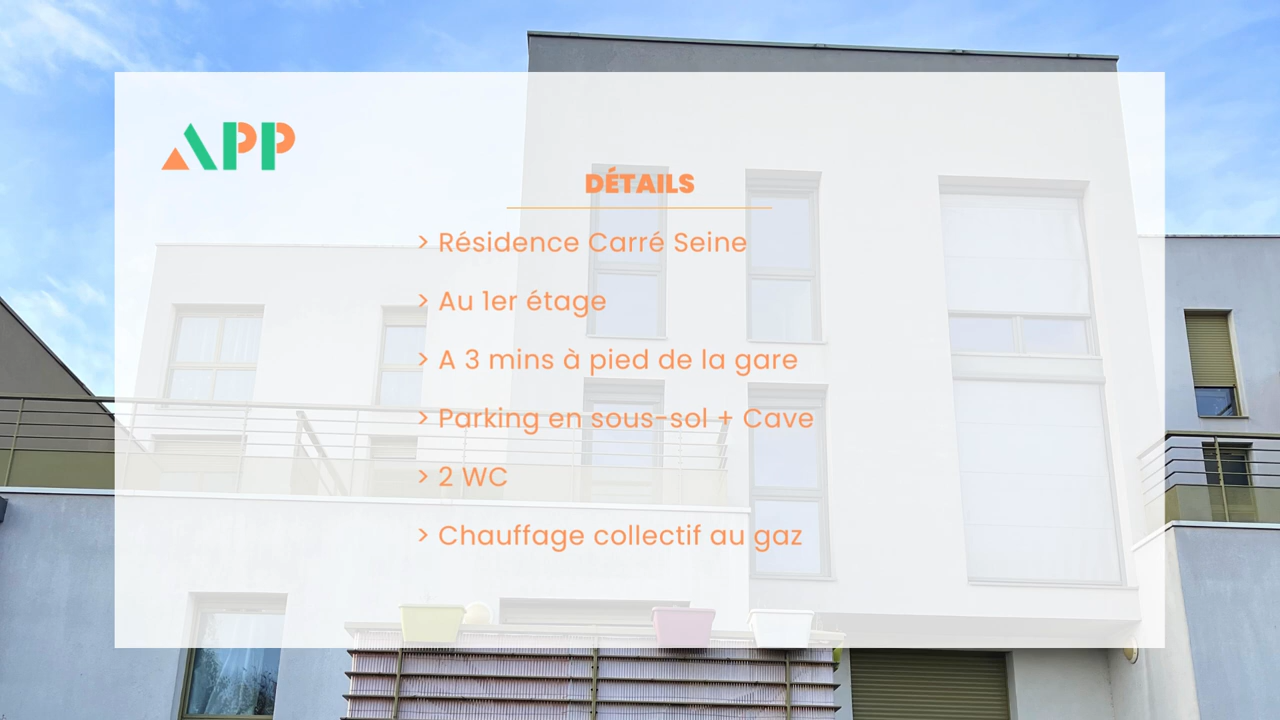 APP
DÉTAILS
> Résidence Carré Seine
> Au 1er étage
> A 3 mins à pied de la gare
> Parking en sous-sol + Cave
> 2 WC
> Chauffage collectif au gaz